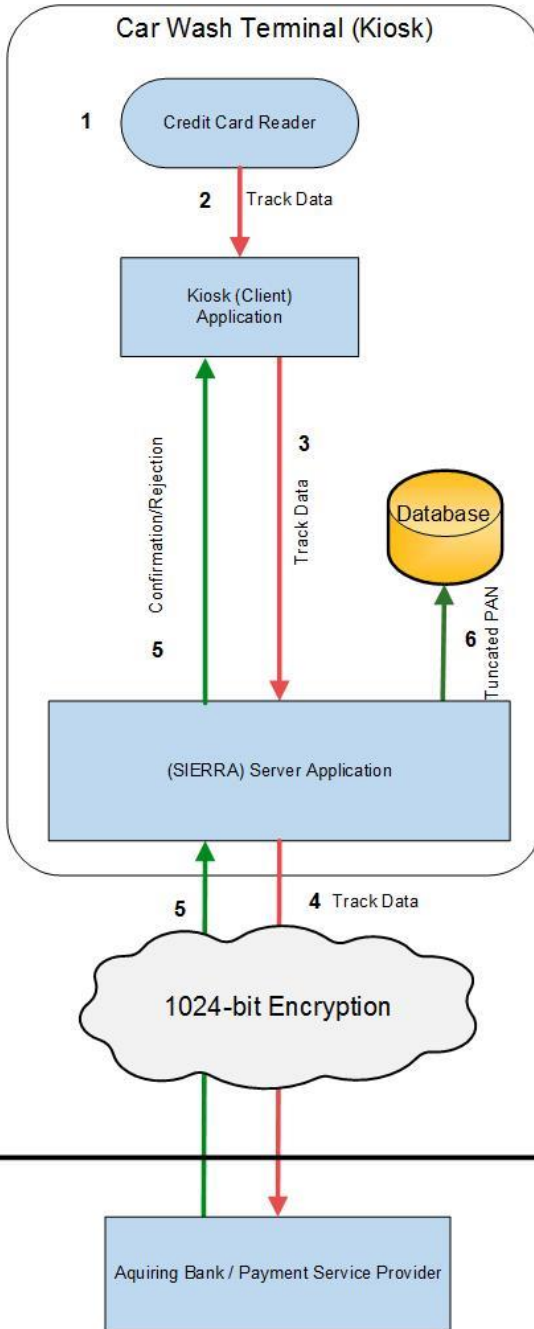 Car Wash Terminal (Kiosk)
1
Credit Card Reader
2
Track Data
Kiosk (Client)
Application
Confirmation/Rejection
3
Track Data
Database
5
6
Tuncated PAN
(SIERRA) Server Application
5
4
Track Data
1024-bit Encryption
Aquiring Bank / Payment Service Provider